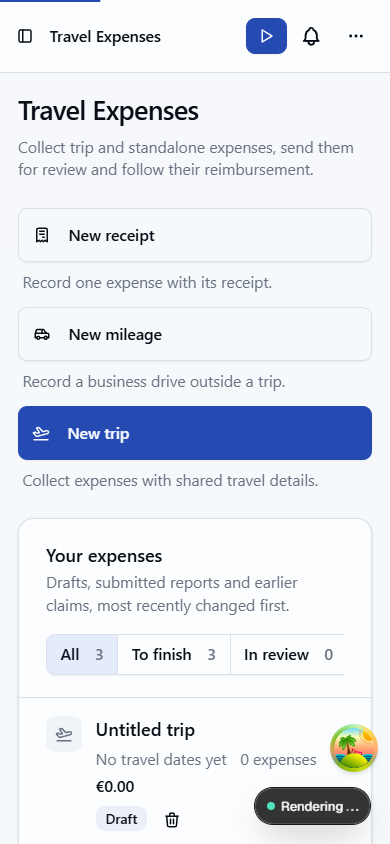 Travel Expenses
Travel Expenses
Collect trip and standalone expenses, send them
for review and follow their reimbursement.
New receipt
Record one expense with its receipt.
New mileage
Record a business drive outside a trip.
New trip
Collect expenses with shared travel details.
Your expenses
Drafts, submitted reports and earlier
claims, most recently changed first.
All 3 To finish 3 In review 0
Untitled trip
No travel dates yet 0 expenses
€0.00
Draft
Rendering ...